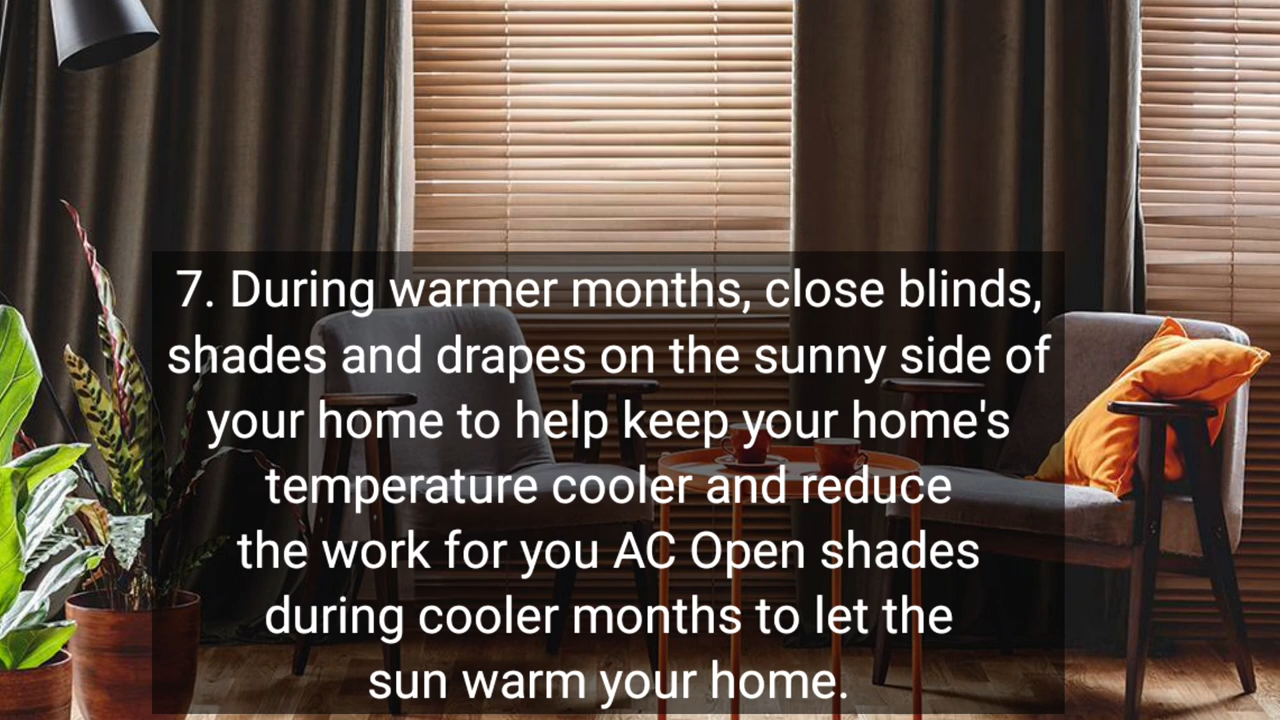 7. During warmer months, close blinds,
shades and drapes on the sunny side of
your home to help keep your home's
temperature cooler and reduce
the work for you AC Open shades
during cooler months to let the
sun warm your home.